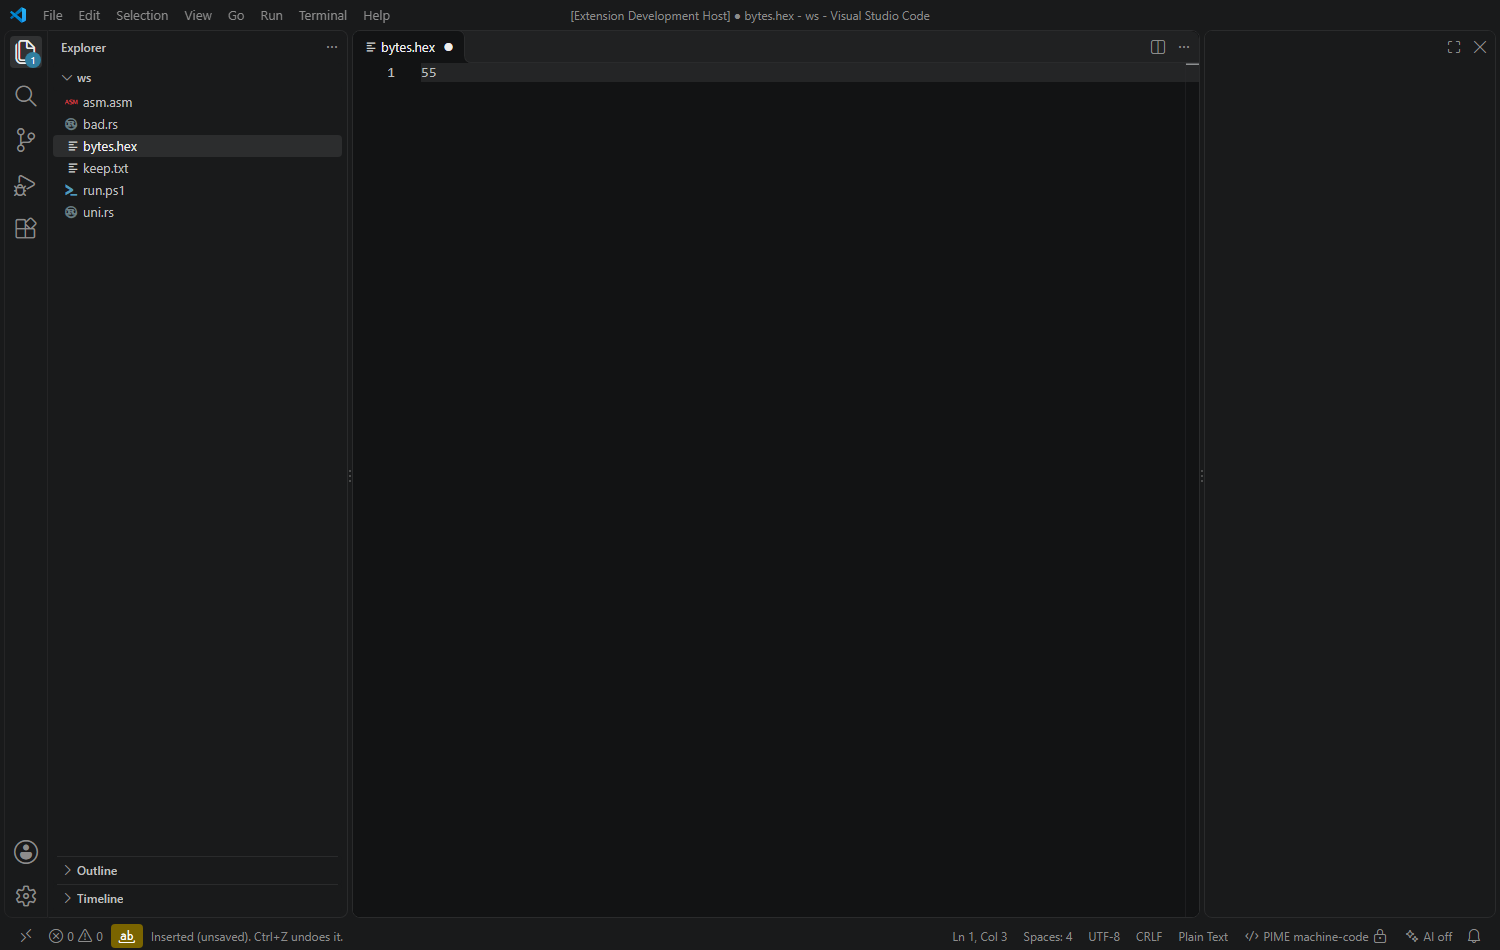 File Edit Selection View Go Run Terminal Help
[Extension Development Host] ● bytes.hex - ws - Visual Studio Code
Explorer
ws
ASM asm.asm
bad.rs
bytes.hex
keep.txt
run.ps1
uni.rs
Outline
Timeline
bytes.hex
1 55
1
0 0 ab Inserted (unsaved). Ctrl+Z undoes it.
Ln 1, Col 3 Spaces: 4 UTF-8 CRLF Plain Text PIME machine-code AI off